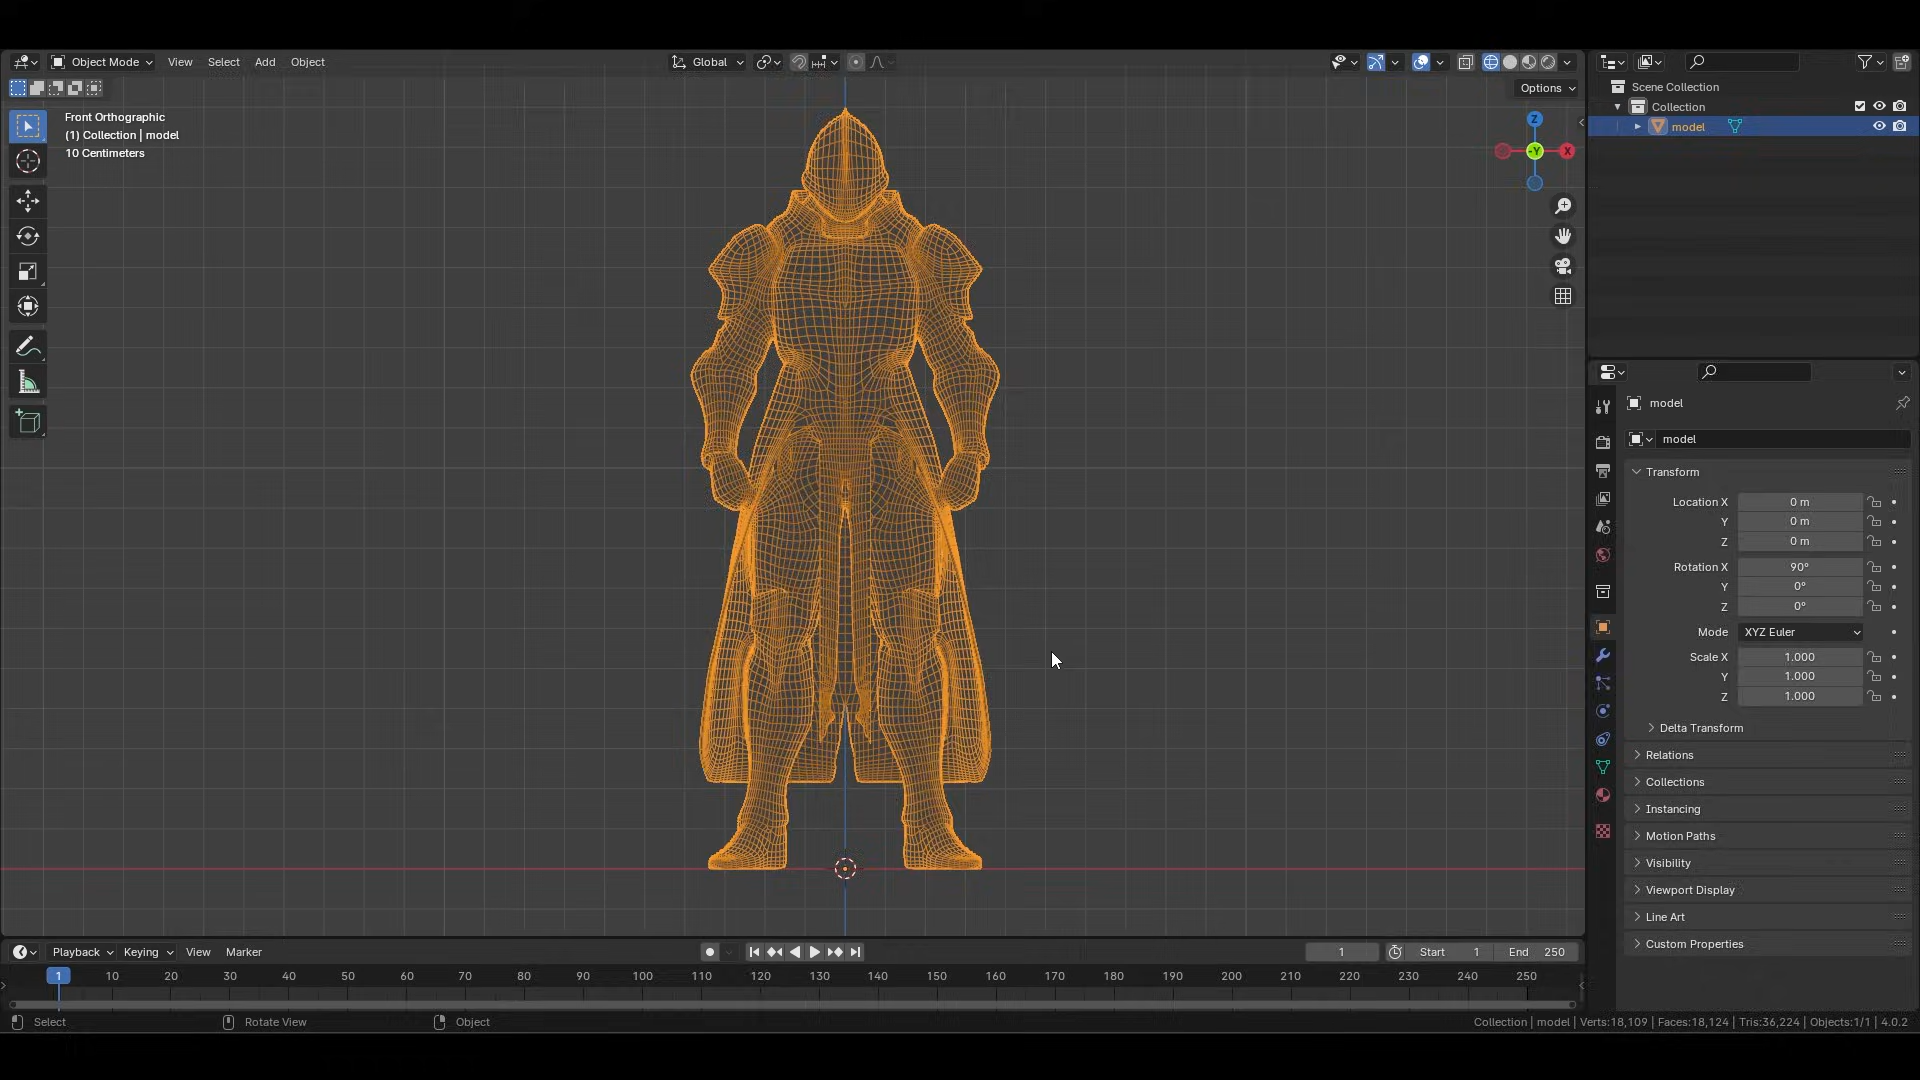 Object Mode View Select Add Object Global
Options
Front Orthographic
(1) Collection | model
10 Centimeters
Z
-Y X
Scene Collection
Collection
model
model
model
Transform
Location X 0 m
Y 0 m
Z 0 m
Rotation X 90°
Y 0°
Z 0°
Mode XYZ Euler
Scale X 1.000
Y 1.000
Z 1.000
Delta Transform
Relations
Collections
Instancing
Motion Paths
Visibility
Viewport Display
Line Art
Custom Properties
Playback Keying View Marker 1 Start 1 End 250
1 10 20 30 40 50 60 70 80 90 100 110 120 130 140 150 160 170 180 190 200 210 220 230 240 250
Select Rotate View Object Collection | model | Verts:18,109 | Faces:18,124 | Tris:36,224 | Objects:1/1 | 4.0.2